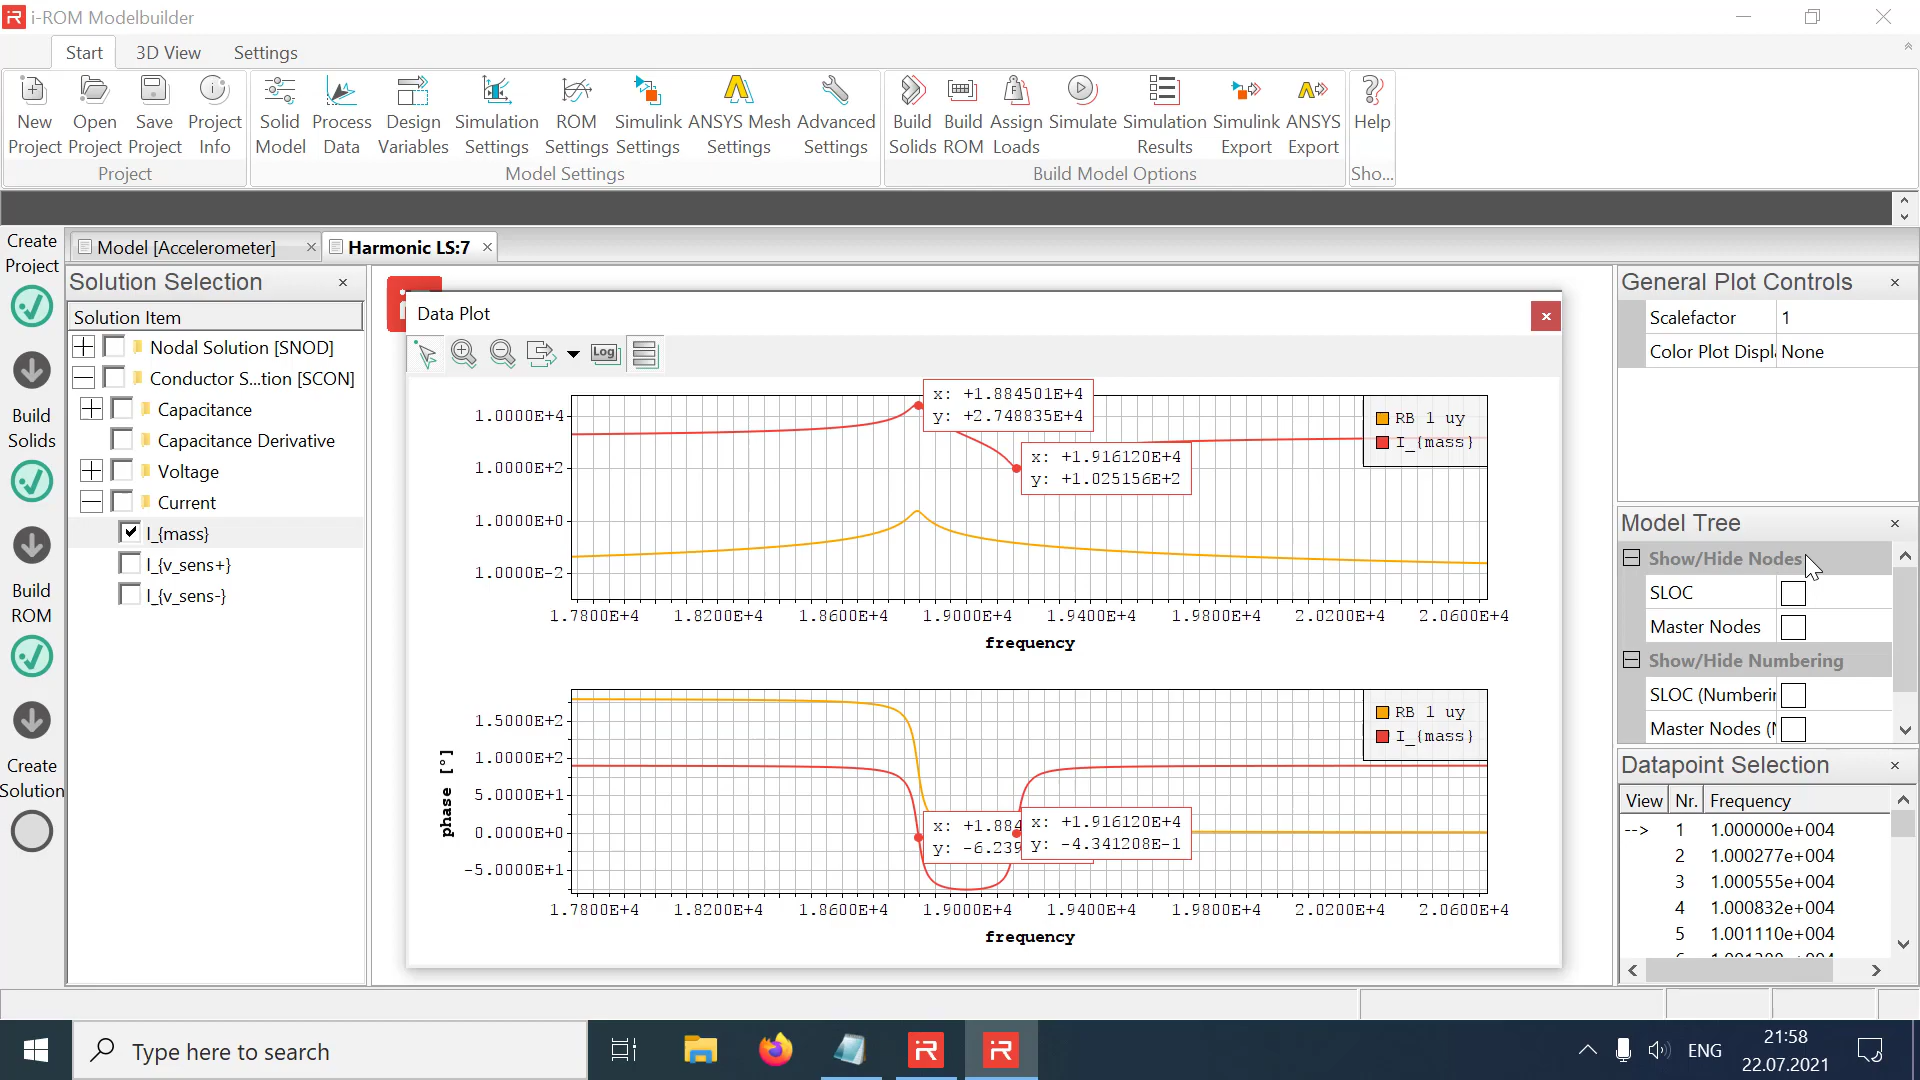 i-ROM Modelbuilder
Start 3D View Settings
New Project
Open Project
Save Project
Project Info
Project
Solid Model
Process Data
Design Variables
Simulation Settings
ROM Settings
Simulink Settings
ANSYS Mesh Settings
Advanced Settings
Model Settings
Build Solids
Build ROM
Assign Loads
Simulate
Simulation Results
Simulink Export
ANSYS Export
Build Model Options
Help
Sho...
Create Project
Build Solids
Build ROM
Create Solution
Model [Accelerometer]
Harmonic LS:7
Solution Selection
Solution Item
Nodal Solution [SNOD]
Conductor S...tion [SCON]
Capacitance
Capacitance Derivative
Voltage
Current
I_{mass}
I_{v_sens+}
I_{v_sens-}
Data Plot
Log
1.0000E+4
1.0000E+2
1.0000E+0
1.0000E-2
x: +1.884501E+4
y: +2.748835E+4
x: +1.916120E+4
y: +1.025156E+2
RB 1 uy
I_{mass}
1.7800E+4 1.8200E+4 1.8600E+4 1.9000E+4 1.9400E+4 1.9800E+4 2.0200E+4 2.0600E+4
frequency
phase [°]
1.5000E+2
1.0000E+2
5.0000E+1
0.0000E+0
-5.0000E+1
RB 1 uy
I_{mass}
x: +1.884
y: -6.239
x: +1.916120E+4
y: -4.341208E-1
1.7800E+4 1.8200E+4 1.8600E+4 1.9000E+4 1.9400E+4 1.9800E+4 2.0200E+4 2.0600E+4
frequency
General Plot Controls
Scalefactor 1
Color Plot Displ None
Model Tree
Show/Hide Nodes
SLOC
Master Nodes
Show/Hide Numbering
SLOC (Numberir
Master Nodes (N
Datapoint Selection
View Nr. Frequency
--> 1 1.000000e+004
2 1.000277e+004
3 1.000555e+004
4 1.000832e+004
5 1.001110e+004
Type here to search
ENG
21:58
22.07.2021